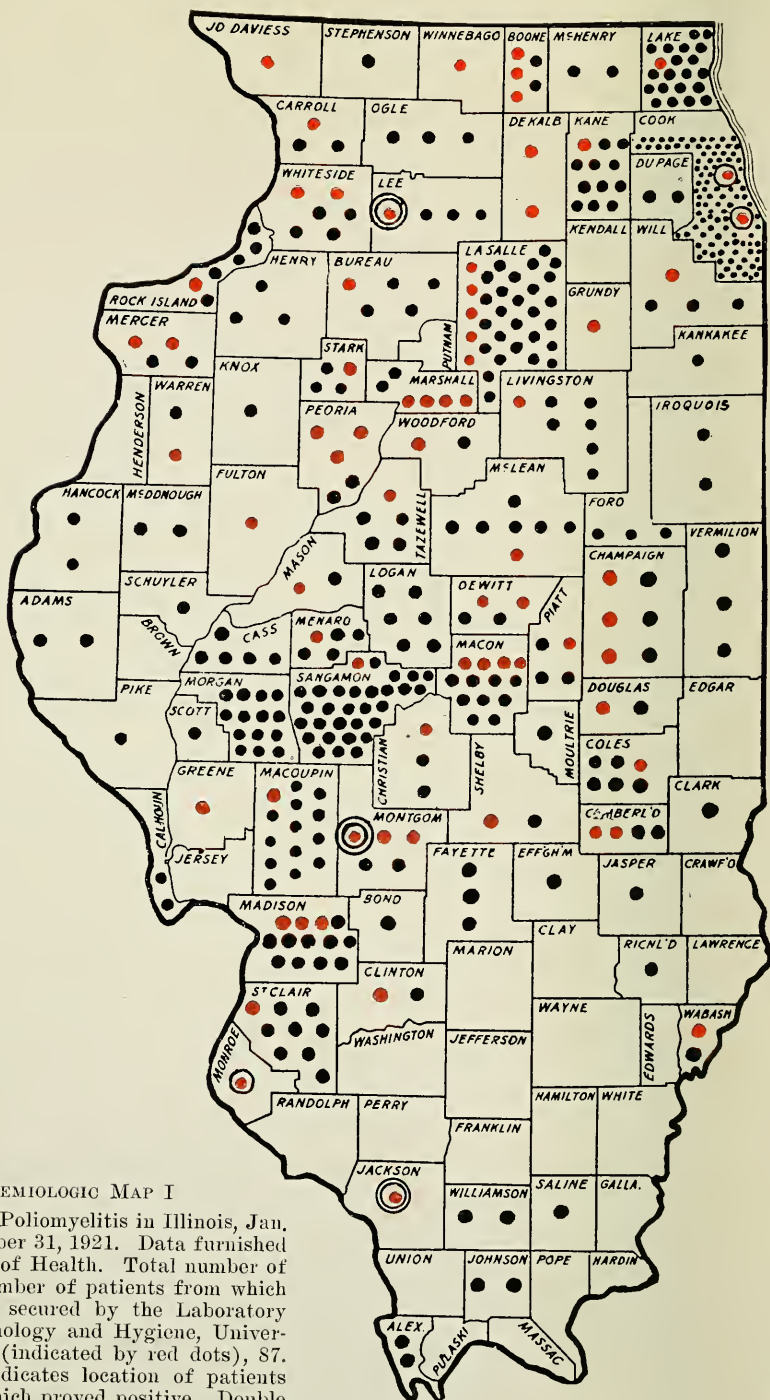 JO DAVIESS STEPHENSON WINNEBAGO BOONE McHENRY LAKE
CARROLL OGLE DEKALB KANE COOK
DU PAGE
WHITESIDE LEE
KENDALL WILL
HENRY BUREAU LA SALLE
ROCK ISLAND GRUNDY
MERCER PUTNAM KANKAKEE
STARK
KNOX MARSHALL LIVINGSTON
WARREN HENDERSON PEORIA WOODFORD IROQUOIS
McLEAN
FULTON
HANCOCK McDONOUGH TAZEWELL FORD VERMILION
MASON CHAMPAIGN
SCHUYLER LOGAN DEWITT PIATT
ADAMS
BROWN CASS MENARD MACON
PIKE MORGAN SANGAMON DOUGLAS EDGAR
SCOTT MOULTRIE
CHRISTIAN SHELBY COLES
GREENE MACOUPIN CLARK
CALHOUN MONTGOM CUMBERL'D
JERSEY FAYETTE EFFGH'M JASPER CRAWF'D
MADISON BOND
CLAY
MARION RICHL'D LAWRENCE
CLINTON
ST CLAIR WAYNE EDWARDS WABASH
MONROE WASHINGTON JEFFERSON
HAMILTON WHITE
RANDOLPH PERRY
FRANKLIN
JACKSON
WILLIAMSON SALINE GALLA.
UNION JOHNSON POPE HARDIN
ALEX. PULASKI MASSAC
EMIOLOGIC MAP I
Poliomyelitis in Illinois, Jan.
ber 31, 1921. Data furnished
of Health. Total number of
mber of patients from which
secured by the Laboratory
ology and Hygiene, Univer-
(indicated by red dots), 87.
dicates location of patients
hich proved positive. Double